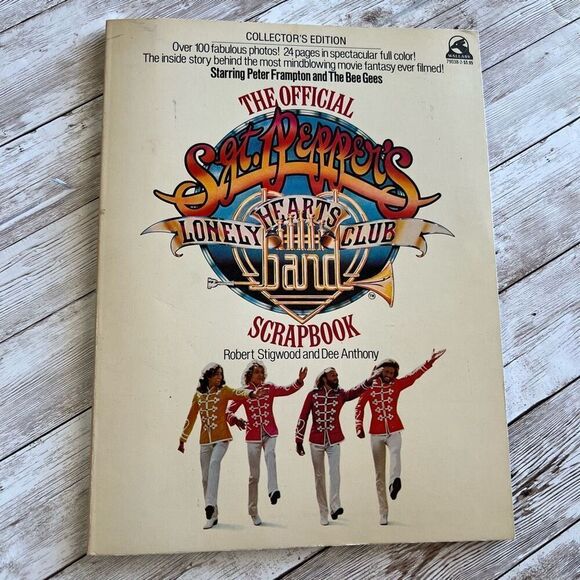 COLLECTOR'S EDITION
Over 100 fabulous photos! 24 pages in spectacular full color!
The inside story behind the most mindblowing movie fantasy ever filmed!
Starring Peter Frampton and The Bee Gees
WALLABY
THE OFFICIAL
Sgt. Pepper's
LONELY HEARTS CLUB
band
SCRAPBOOK
Robert Stigwood and Dee Anthony